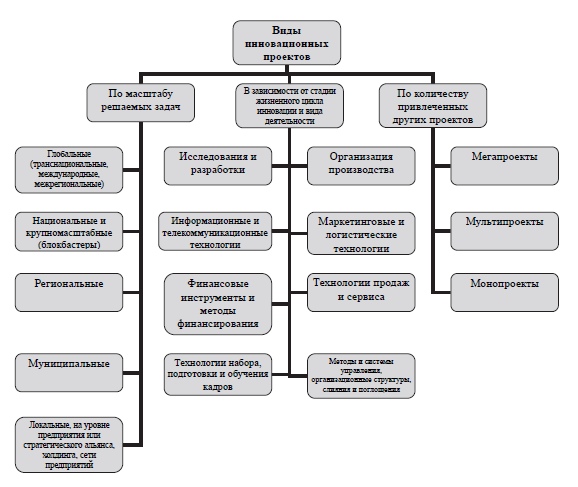 Виды
инновационных
проектов
По масштабу
решаемых задач
В зависимости от стадии
жизненного цикла
инновации и вида
деятельности
По количеству
привлеченных
других проектов
Глобальные
(транснациональные,
международные,
межрегиональные)
Национальные и
крупномасштабные
(блокбастеры)
Региональные
Муниципальные
Локальные, на уровне
предприятия или
стратегического альянса,
холдинга, сети
предприятий
Исследования и
разработки
Организация
производства
Информационные и
телекоммуникационные
технологии
Маркетинговые и
логистические
технологии
Финансовые
инструменты и
методы
финансирования
Технологии продаж
и сервиса
Технологии набора,
подготовки и обучения
кадров
Методы и системы
управления,
организационные структуры,
слияния и поглощения
Мегапроекты
Мультипроекты
Монопроекты